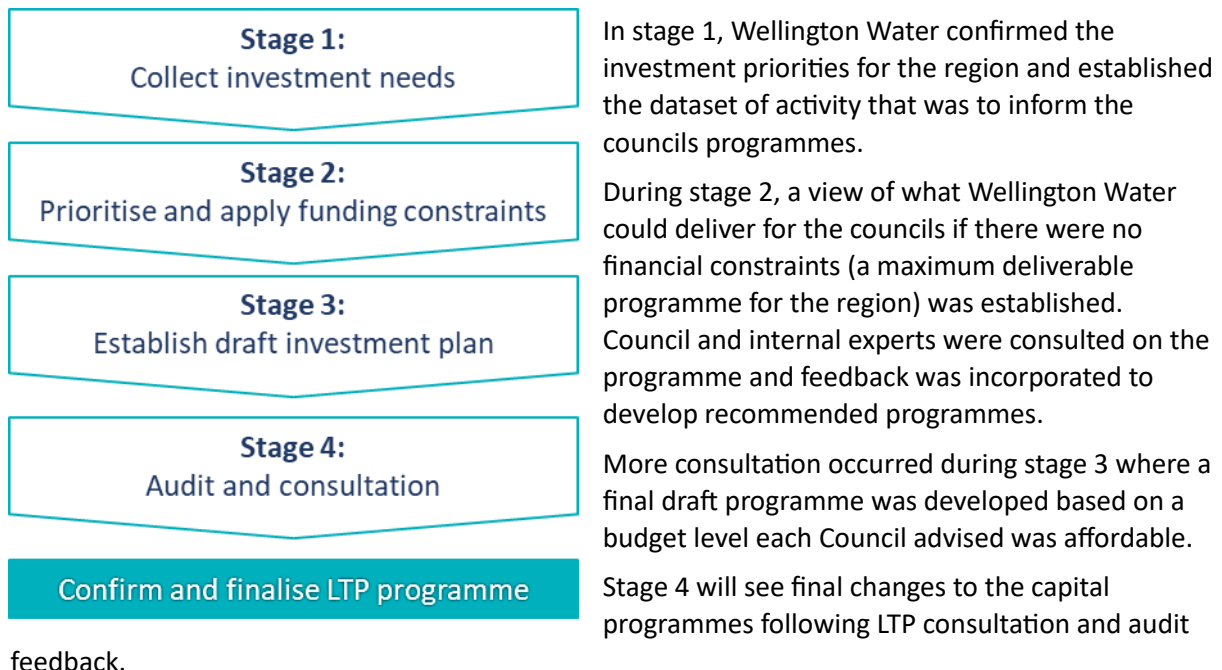 Stage 1:
Collect investment needs
Stage 2:
Prioritise and apply funding constraints
Stage 3:
Establish draft investment plan
Stage 4:
Audit and consultation
Confirm and finalise LTP programme
In stage 1, Wellington Water confirmed the
investment priorities for the region and established
the dataset of activity that was to inform the
councils programmes.
During stage 2, a view of what Wellington Water
could deliver for the councils if there were no
financial constraints (a maximum deliverable
programme for the region) was established.
Council and internal experts were consulted on the
programme and feedback was incorporated to
develop recommended programmes.
More consultation occurred during stage 3 where a
final draft programme was developed based on a
budget level each Council advised was affordable.
Stage 4 will see final changes to the capital
programmes following LTP consultation and audit
feedback.